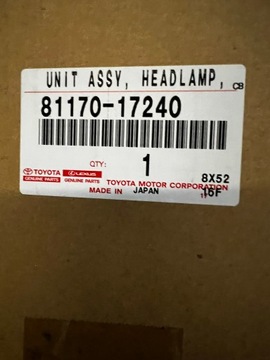 UNIT ASSY, HEADLAMP, CB
81170-17240
QTY: 1
TOYOTA LEXUS
GENUINE PARTS GENUINE PARTS
TOYOTA MOTOR CORPORATION
8X52
MADE IN JAPAN 16F